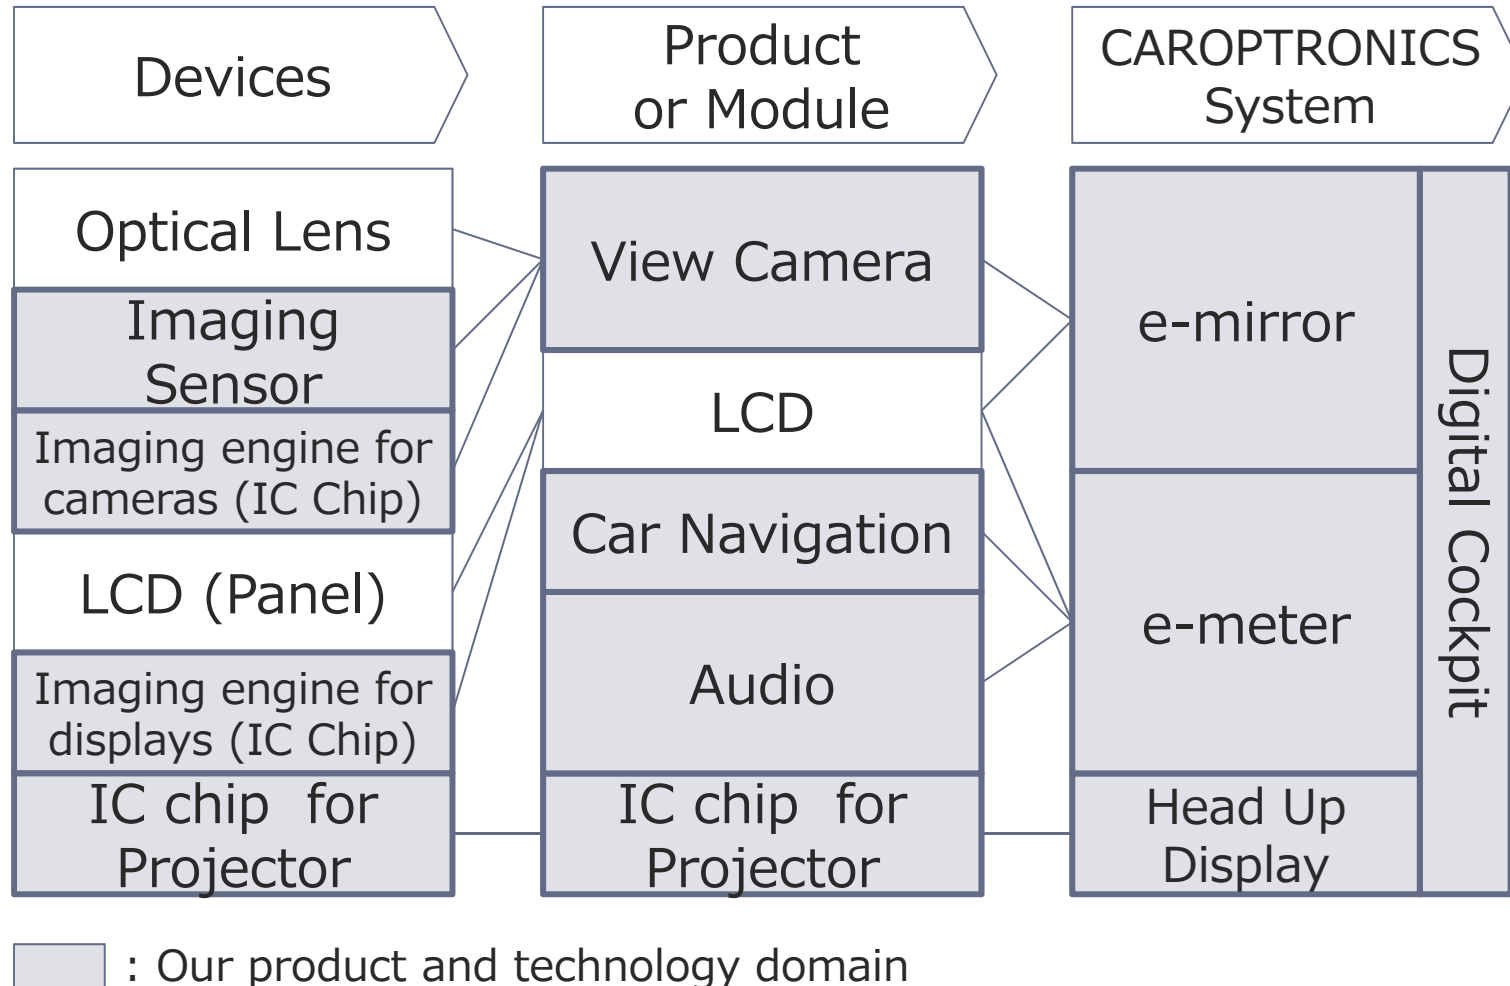 Devices
Product
or Module
CAROPTRONICS
System
Optical Lens
Imaging
Sensor
Imaging engine for
cameras (IC Chip)
LCD (Panel)
Imaging engine for
displays (IC Chip)
IC chip for
Projector
View Camera
LCD
Car Navigation
Audio
IC chip for
Projector
e-mirror
e-meter
Head Up
Display
Digital Cockpit
: Our product and technology domain